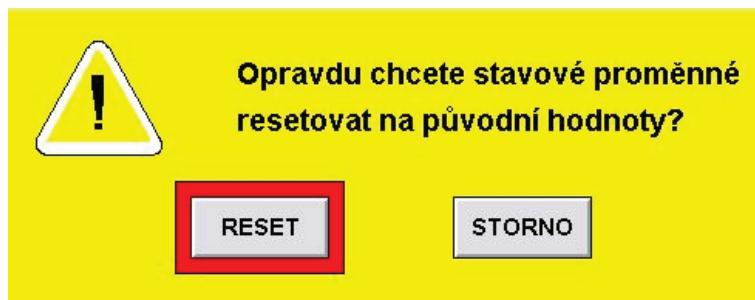 Opravdu chcete stavové proměnné
resetovat na původní hodnoty?
RESET
STORNO